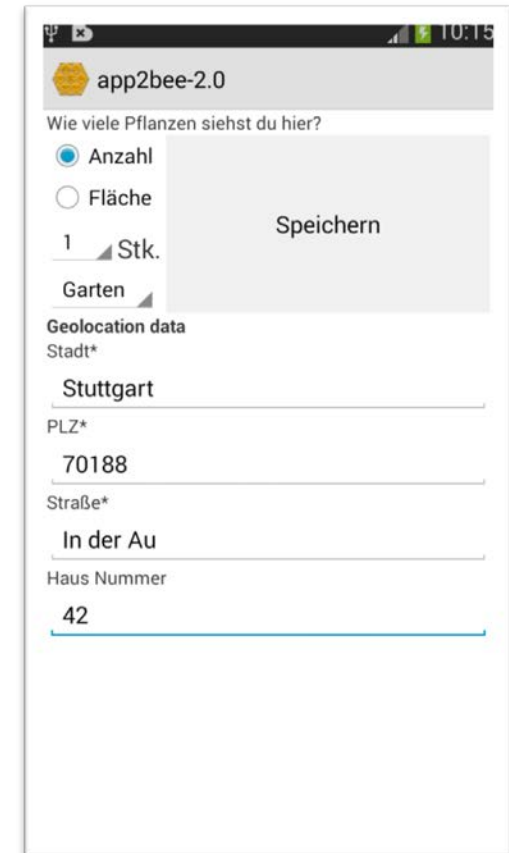 10:15
app2bee-2.0
Wie viele Pflanzen siehst du hier?
Anzahl
Fläche
1 Stk.
Garten
Speichern
Geolocation data
Stadt*
Stuttgart
PLZ*
70188
Straße*
In der Au
Haus Nummer
42